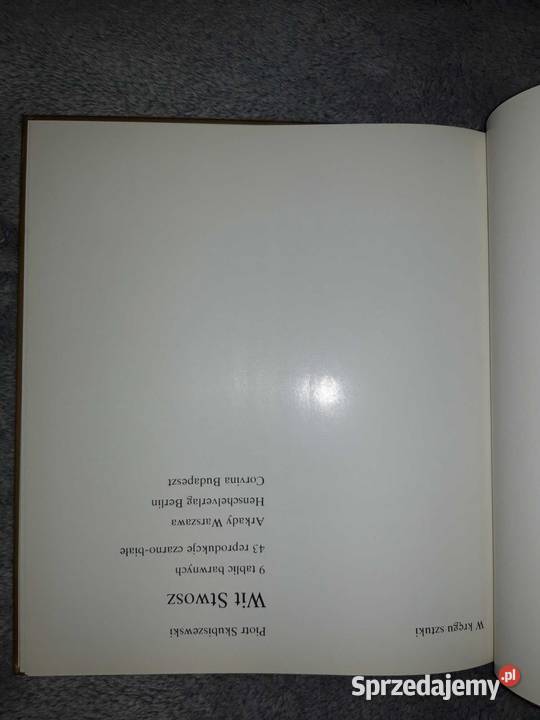 W kręgu sztuki
Piotr Skubiszewski
Wit Stwosz
9 tablic barwnych
43 reprodukcje czarno-białe
Arkady Warszawa
Henschelverlag Berlin
Corvina Budapeszt
Sprzedajemy.pl